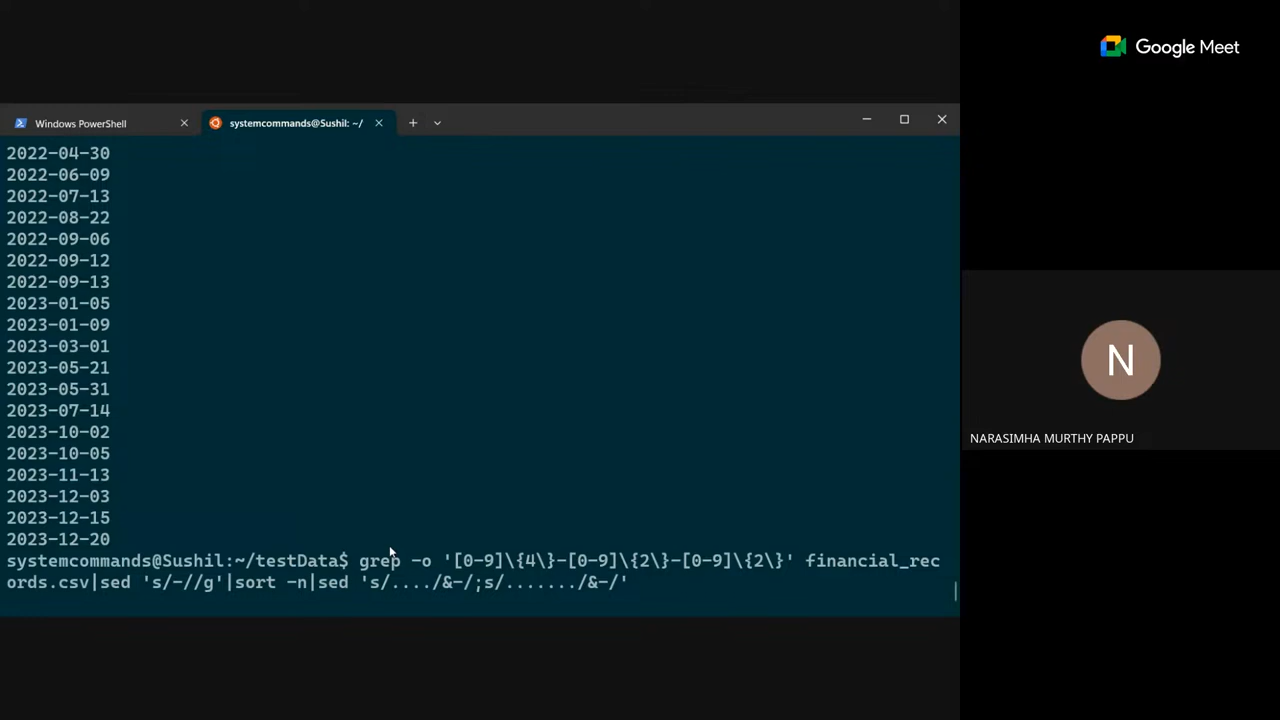 Google Meet
Windows PowerShell
systemcommands@Sushil: ~/
2022-04-30
2022-06-09
2022-07-13
2022-08-22
2022-09-06
2022-09-12
2022-09-13
2023-01-05
2023-01-09
2023-03-01
2023-05-21
2023-05-31
2023-07-14
2023-10-02
2023-10-05
2023-11-13
2023-12-03
2023-12-15
2023-12-20
systemcommands@Sushil:~/testData$ grep -o '[0-9]\{4\}-[0-9]\{2\}-[0-9]\{2\}' financial_rec
ords.csv|sed 's/-//g'|sort -n|sed 's/..../&-/;s/......./&-/'
N
NARASIMHA MURTHY PAPPU